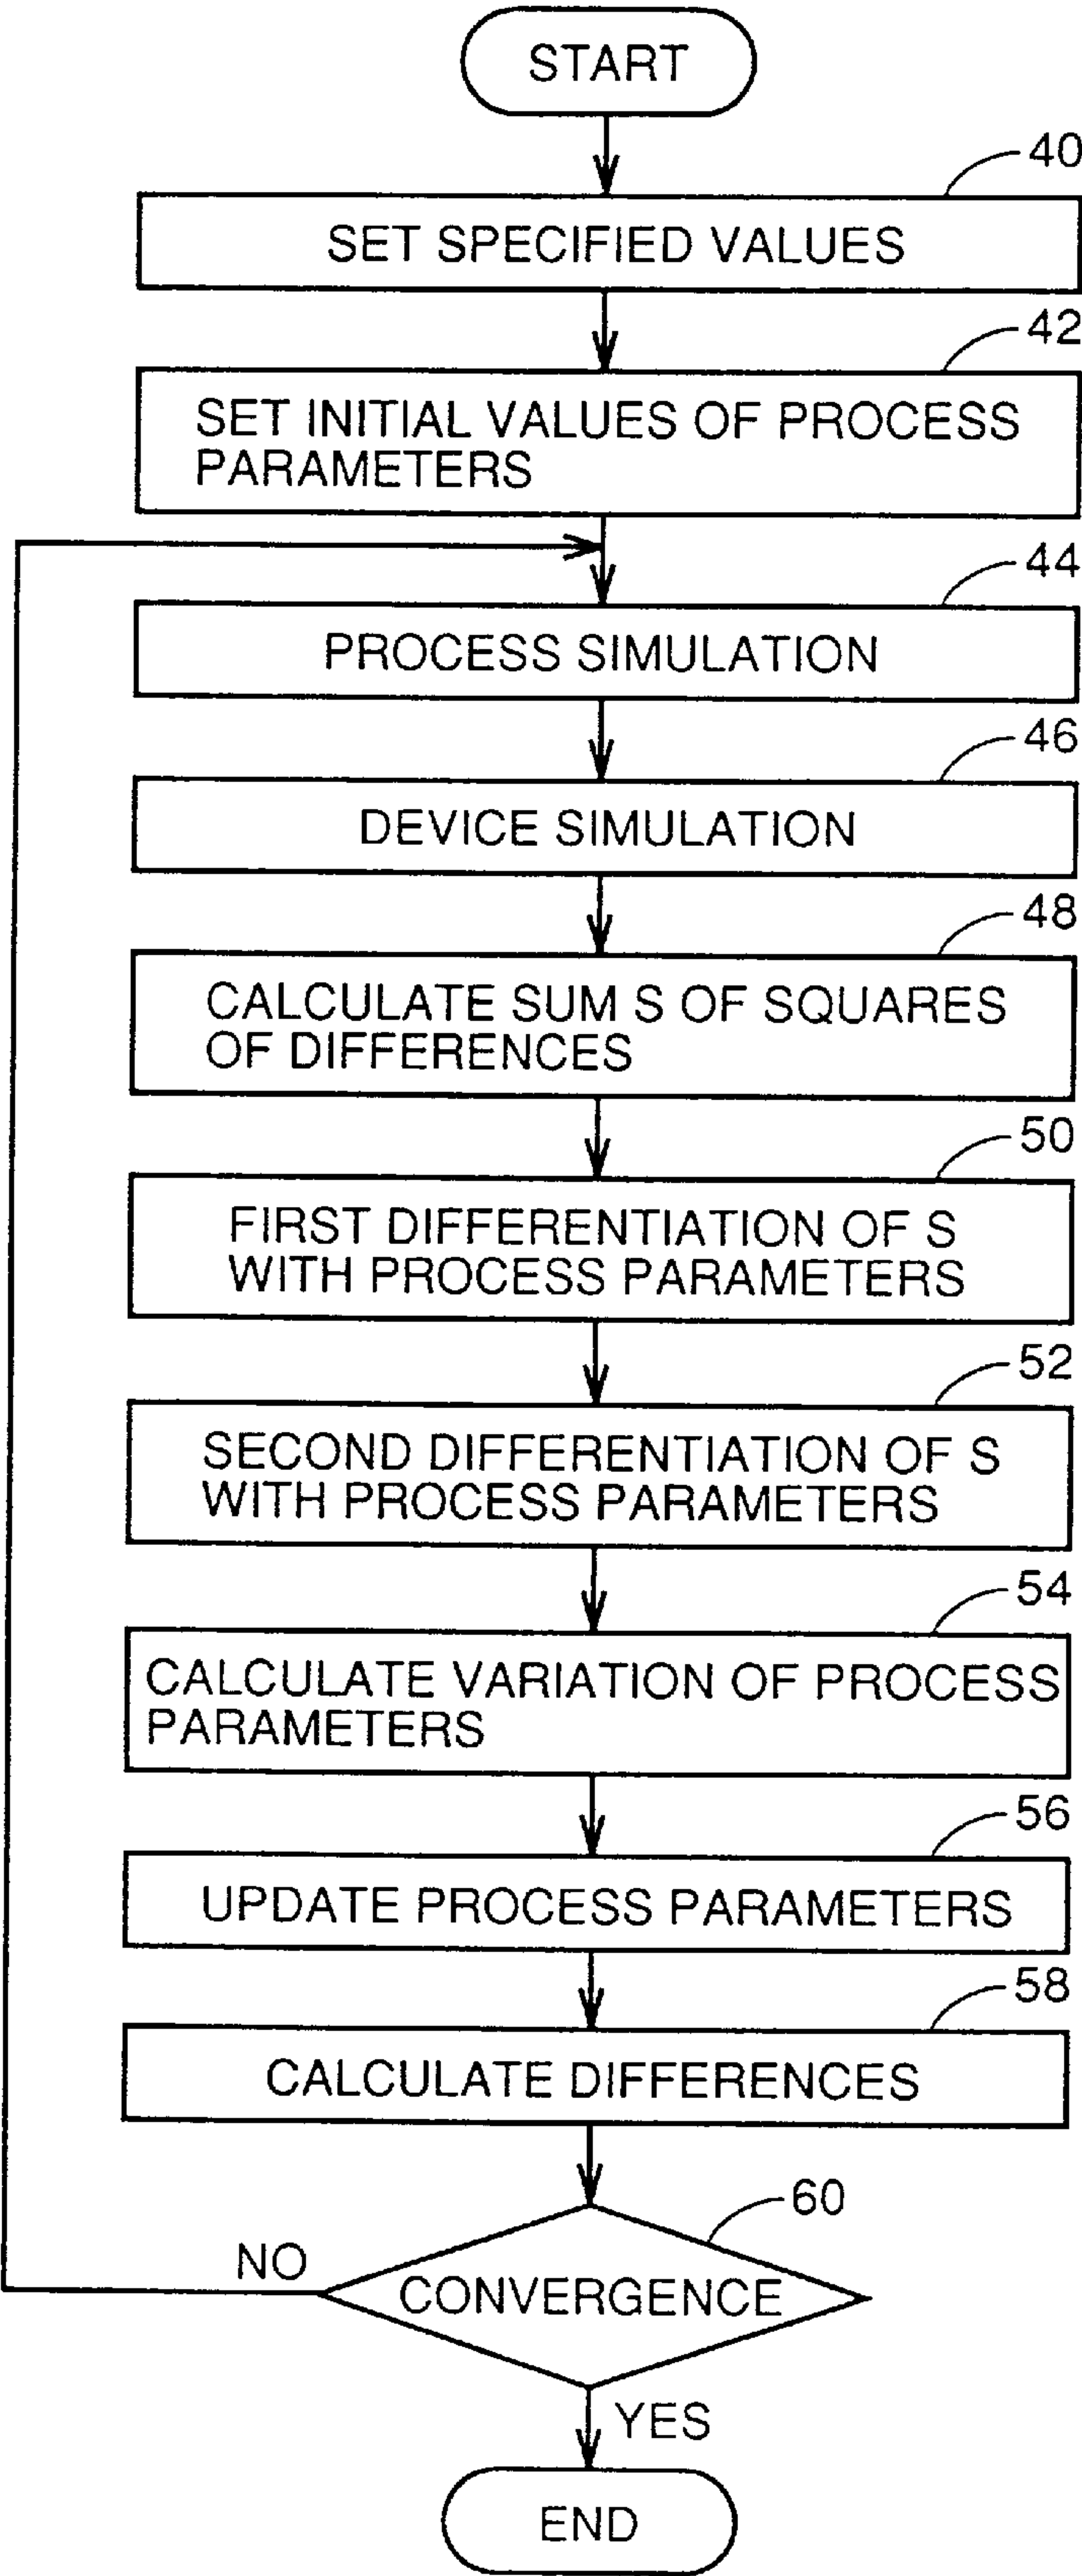 START
40
SET SPECIFIED VALUES
42
SET INITIAL VALUES OF PROCESS
PARAMETERS
44
PROCESS SIMULATION
46
DEVICE SIMULATION
48
CALCULATE SUM S OF SQUARES
OF DIFFERENCES
50
FIRST DIFFERENTIATION OF S
WITH PROCESS PARAMETERS
52
SECOND DIFFERENTIATION OF S
WITH PROCESS PARAMETERS
54
CALCULATE VARIATION OF PROCESS
PARAMETERS
56
UPDATE PROCESS PARAMETERS
58
CALCULATE DIFFERENCES
60
NO
CONVERGENCE
YES
END